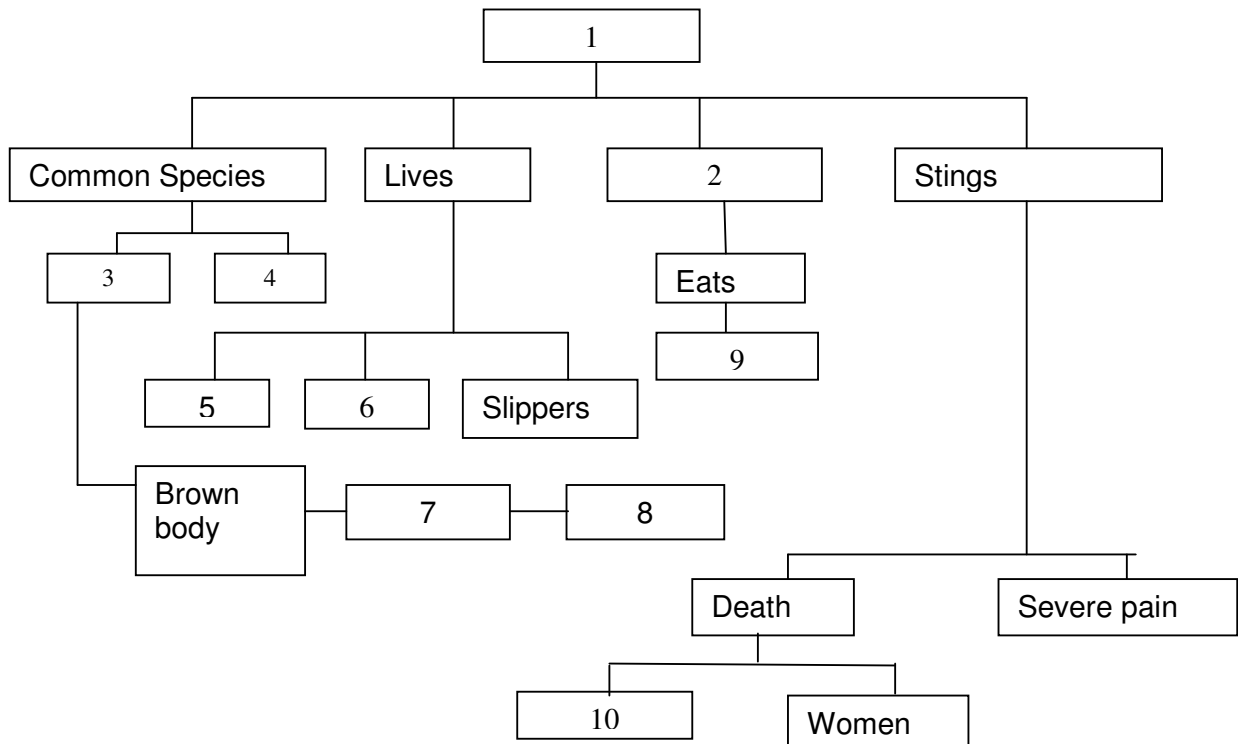 1
Common Species
Lives
2
Stings
3
4
Eats
9
5
6
Slippers
Brown
body
7
8
Death
Severe pain
10
Women